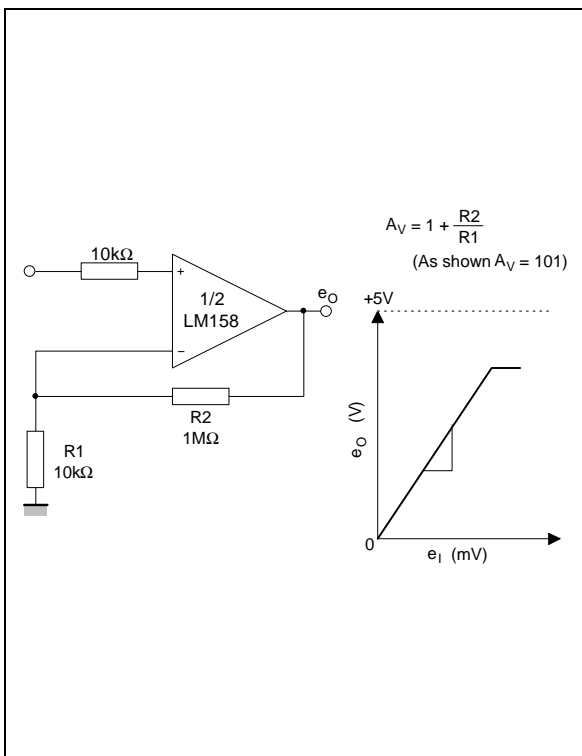 10kΩ
+
1/2
LM158
−
e_O
R2
1MΩ
R1
10kΩ
A_V = 1 + R2/R1
(As shown A_V = 101)
+5V
e_O (V)
0
e_I (mV)